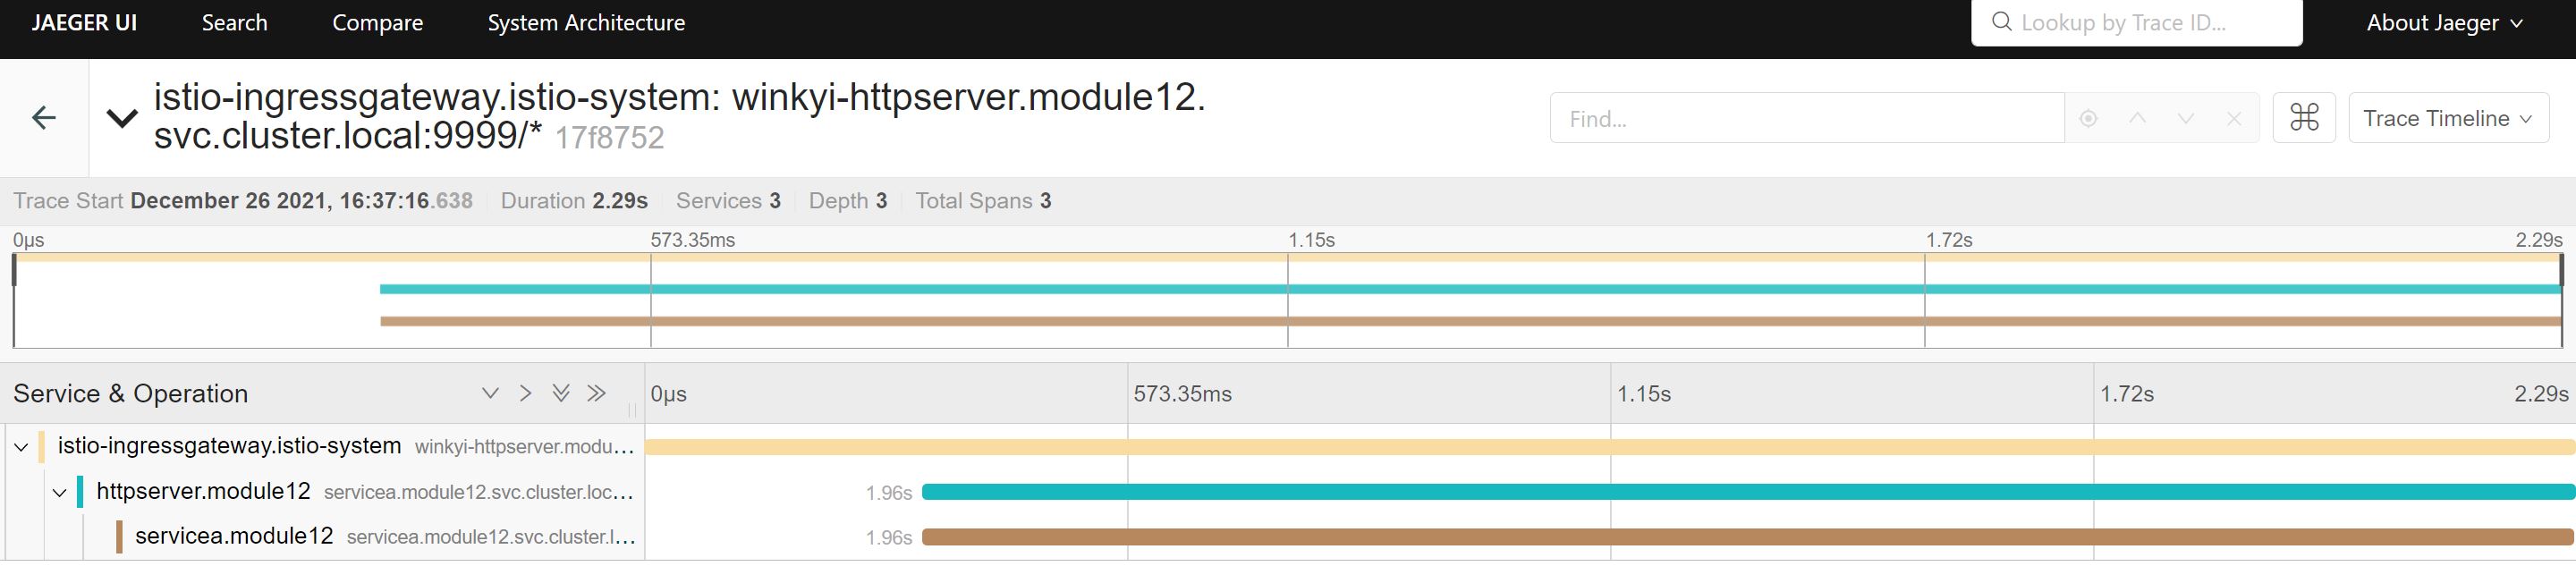 JAEGER UI Search Compare System Architecture Lookup by Trace ID... About Jaeger
istio-ingressgateway.istio-system: winkyi-httpserver.module12.
svc.cluster.local:9999/* 17f8752
Find...
Trace Timeline
Trace Start December 26 2021, 16:37:16.638 Duration 2.29s Services 3 Depth 3 Total Spans 3
0μs 573.35ms 1.15s 1.72s 2.29s
Service & Operation 0μs 573.35ms 1.15s 1.72s 2.29s
istio-ingressgateway.istio-system winkyi-httpserver.modu...
httpserver.module12 servicea.module12.svc.cluster.loc... 1.96s
servicea.module12 servicea.module12.svc.cluster.l... 1.96s